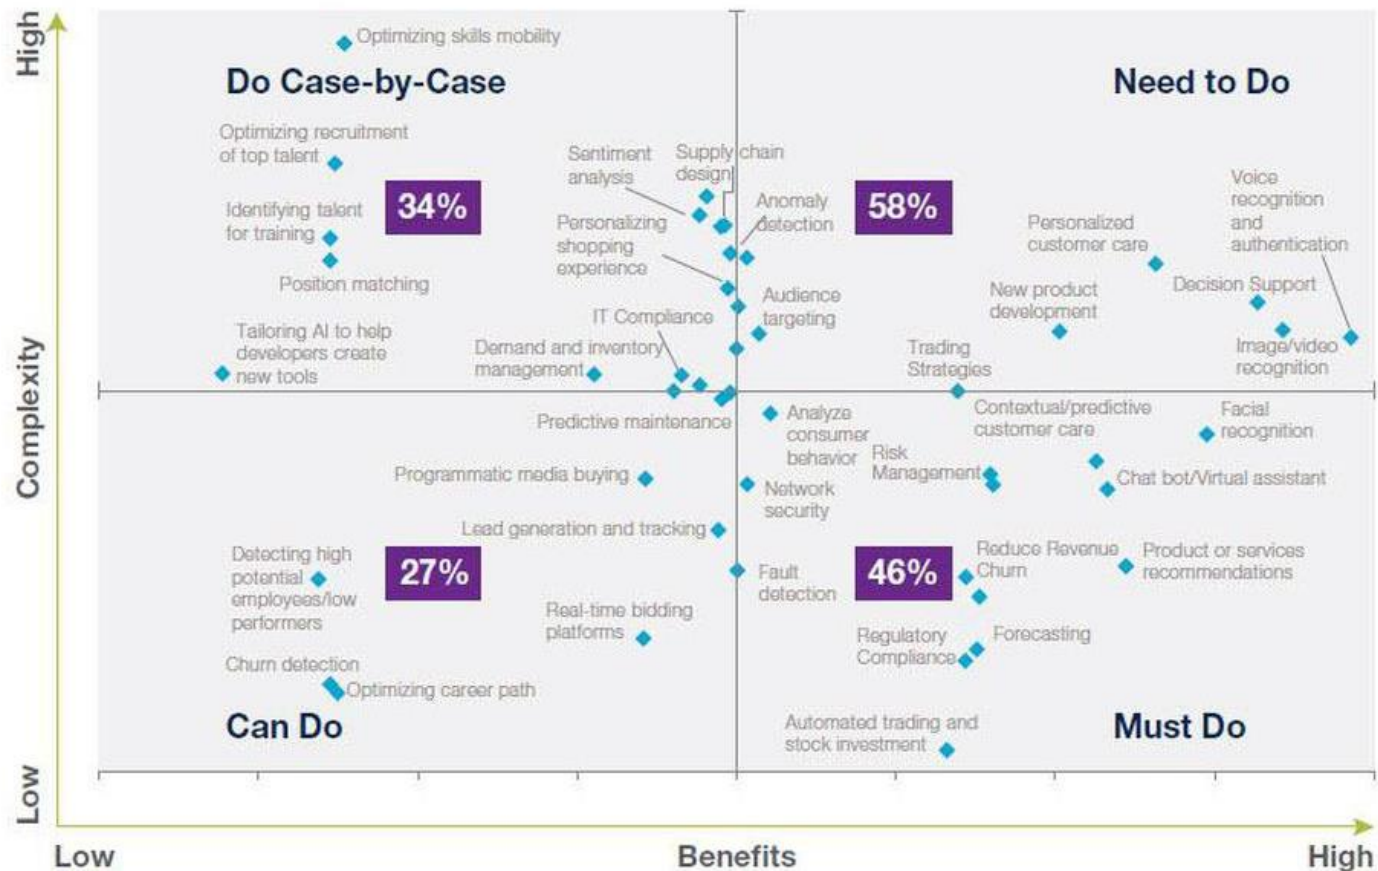 High
Optimizing skills mobility
Do Case-by-Case
Need to Do
Optimizing recruitment
of top talent
Sentiment
analysis
Supply chain
design
Voice
recognition
and
authentication
34%
58%
Identifying talent
for training
Personalizing
shopping
experience
Anomaly
detection
Personalized
customer care
Position matching
Decision Support
New product
development
Audience
targeting
IT Compliance
Tailoring AI to help
developers create
new tools
Demand and inventory
management
Trading
Strategies
Image/video
recognition
Complexity
Predictive maintenance
Analyze
consumer
behavior
Contextual/predictive
customer care
Facial
recognition
Programmatic media buying
Risk
Management
Chat bot/Virtual assistant
Network
security
Lead generation and tracking
Detecting high
potential
employees/low
performers
27%
Fault
detection
46%
Reduce Revenue
Churn
Product or services
recommendations
Real-time bidding
platforms
Regulatory
Compliance
Forecasting
Churn detection
Optimizing career path
Can Do
Automated trading and
stock investment
Must Do
Low
Low
Benefits
High